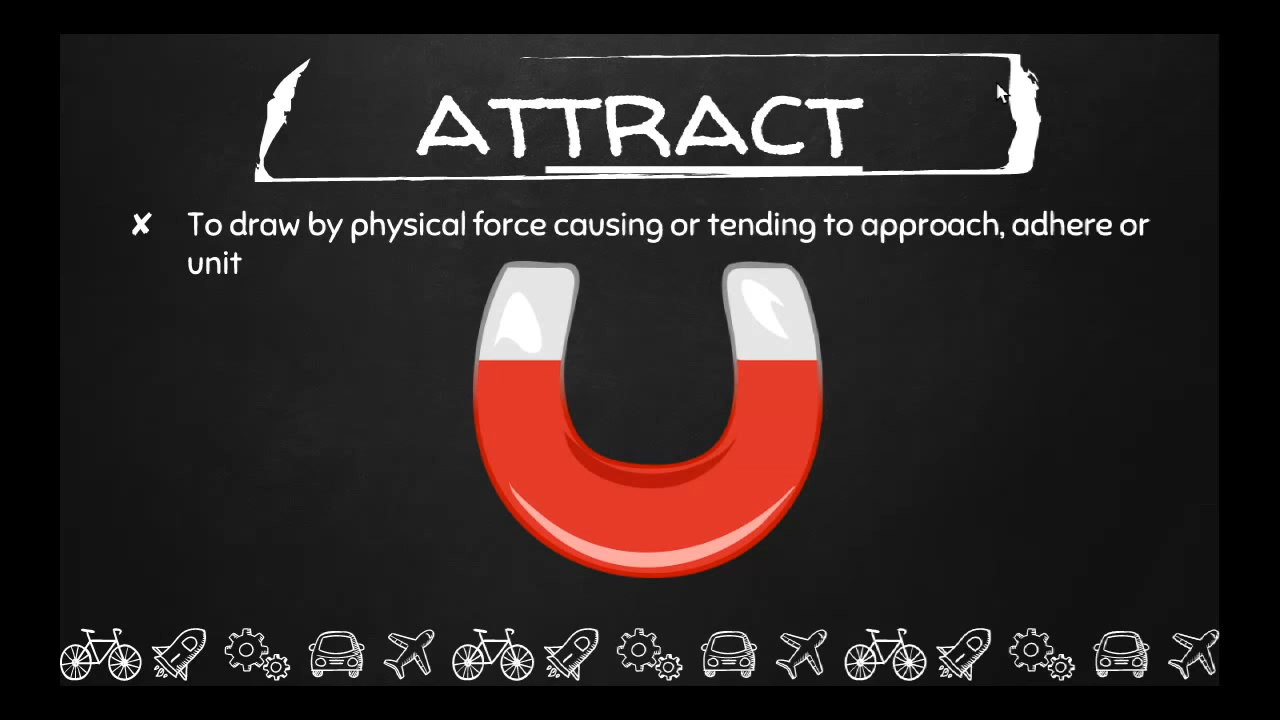 ATTRACT
✘ To draw by physical force causing or tending to approach, adhere or
unit